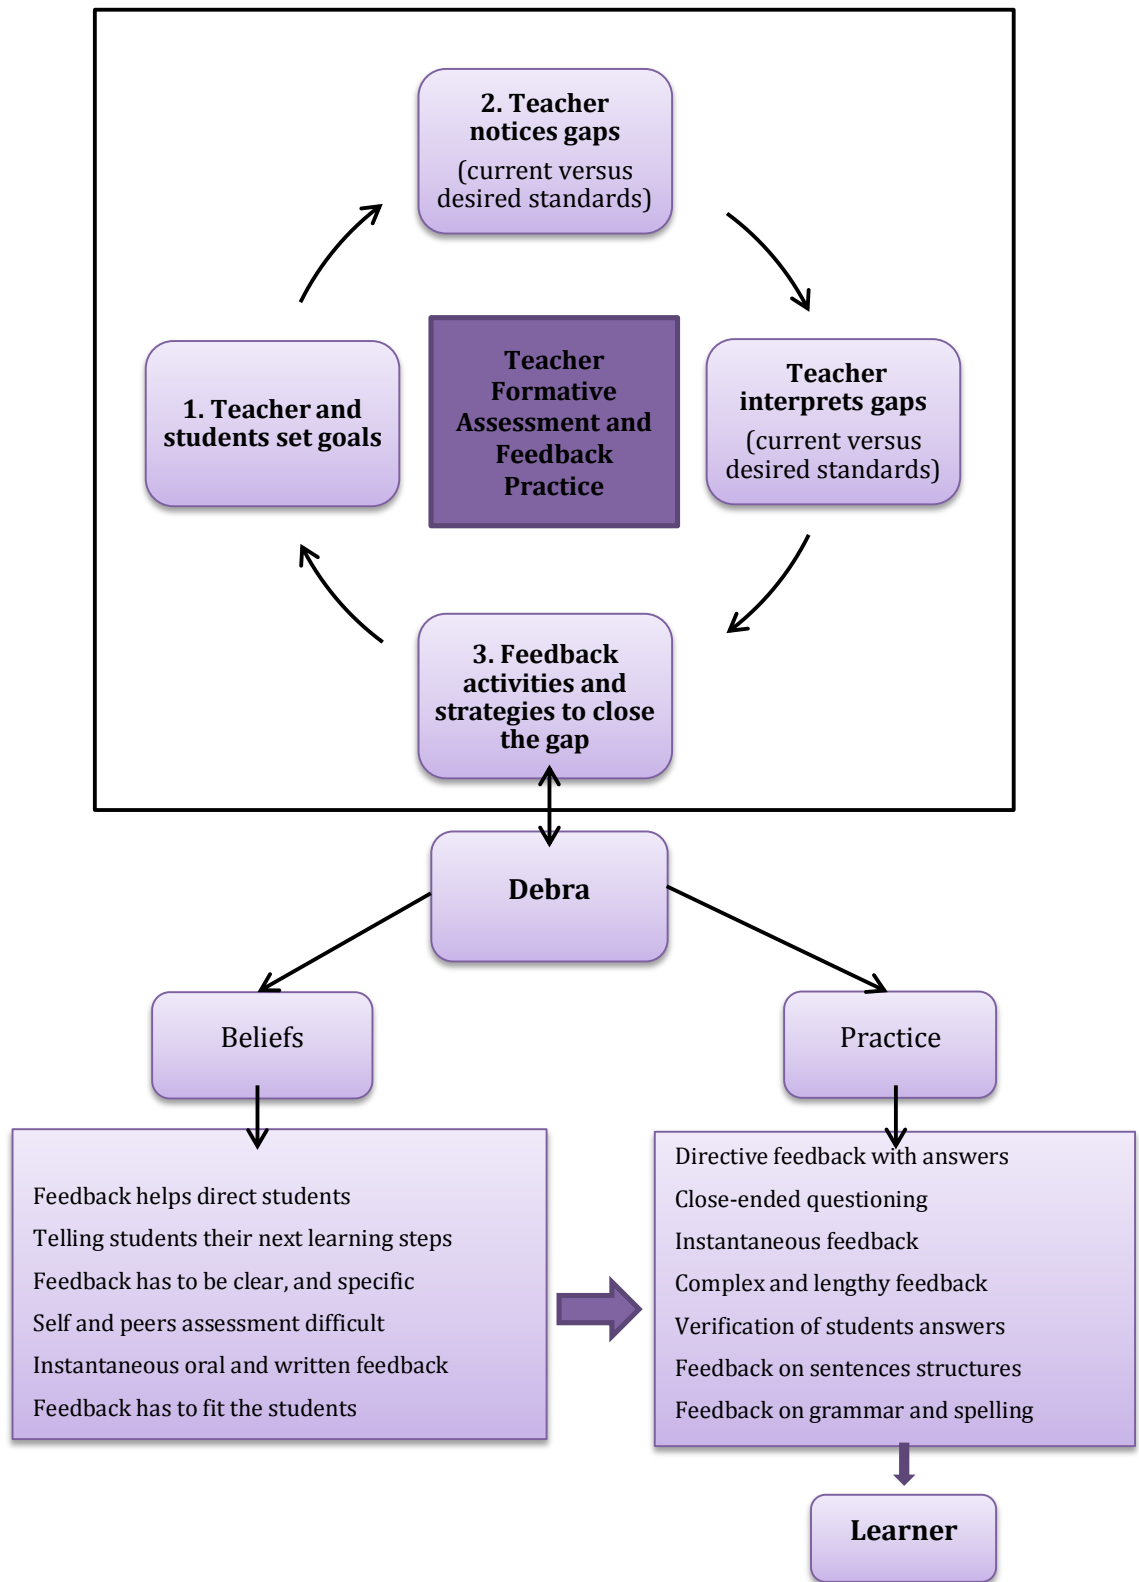 2. Teacher
notices gaps
(current versus
desired standards)
1. Teacher and
students set goals
Teacher
Formative
Assessment and
Feedback
Practice
Teacher
interprets gaps
(current versus
desired standards)
3. Feedback
activities and
strategies to close
the gap
Debra
Beliefs
Practice
Feedback helps direct students
Telling students their next learning steps
Feedback has to be clear, and specific
Self and peers assessment difficult
Instantaneous oral and written feedback
Feedback has to fit the students
Directive feedback with answers
Close-ended questioning
Instantaneous feedback
Complex and lengthy feedback
Verification of students answers
Feedback on sentences structures
Feedback on grammar and spelling
Learner